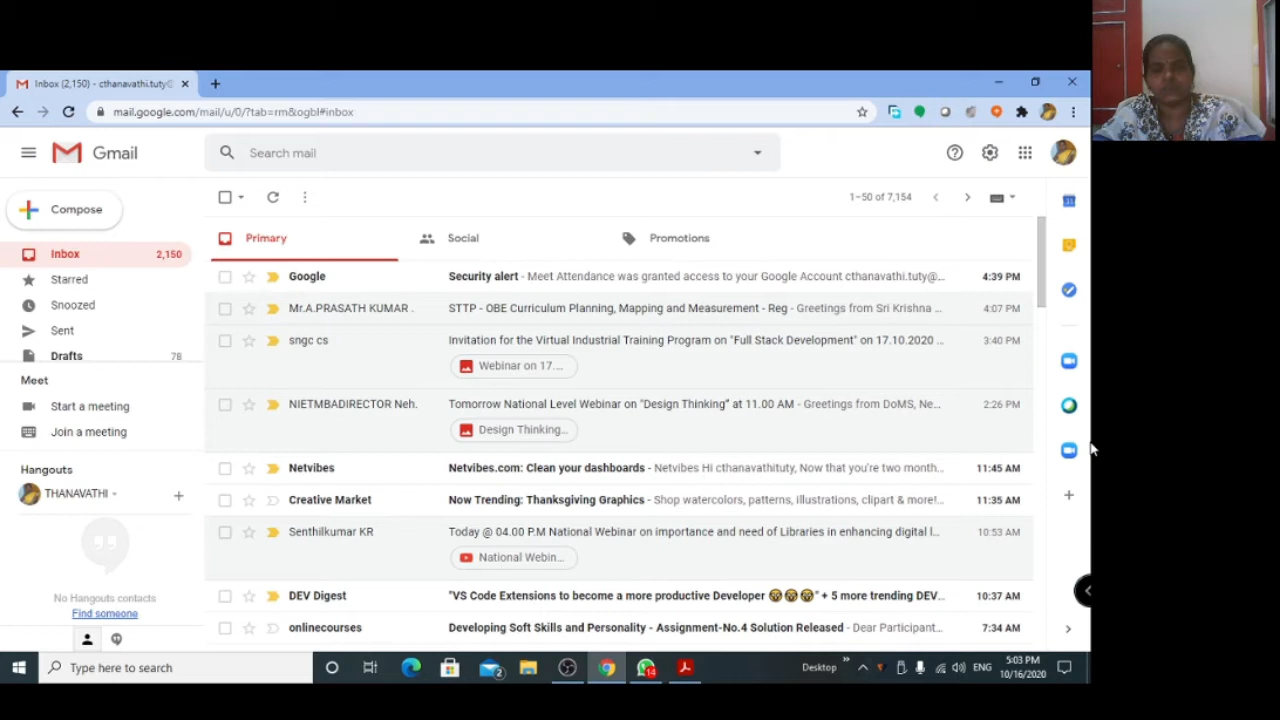 Inbox (2,150) - cthanavathi.tuty@
mail.google.com/mail/u/0/?tab=rm&ogbl#inbox
Gmail
Search mail
Compose
1–50 of 7,154
Inbox 2,150
Starred
Snoozed
Sent
Drafts 78
Meet
Start a meeting
Join a meeting
Hangouts
THANAVATHI
No Hangouts contacts
Find someone
Primary Social Promotions
Google Security alert - Meet Attendance was granted access to your Google Account cthanavathi.tuty@... 4:39 PM
Mr.A.PRASATH KUMAR . STTP - OBE Curriculum Planning, Mapping and Measurement - Reg - Greetings from Sri Krishna ... 4:07 PM
sngc cs Invitation for the Virtual Industrial Training Program on "Full Stack Development" on 17.10.2020 ... 3:40 PM
Webinar on 17....
NIETMBADIRECTOR Neh. Tomorrow National Level Webinar on "Design Thinking" at 11.00 AM - Greetings from DoMS, Ne... 2:26 PM
Design Thinking...
Netvibes Netvibes.com: Clean your dashboards - Netvibes Hi cthanavathituty, Now that you're two month... 11:45 AM
Creative Market Now Trending: Thanksgiving Graphics - Shop watercolors, patterns, illustrations, clipart & more!... 11:35 AM
Senthilkumar KR Today @ 04.00 P.M National Webinar on importance and need of Libraries in enhancing digital l... 10:53 AM
National Webin...
DEV Digest "VS Code Extensions to become a more productive Developer 😭😭😭" + 5 more trending DEV... 10:37 AM
onlinecourses Developing Soft Skills and Personality - Assignment-No.4 Solution Released - Dear Participant... 7:34 AM
Type here to search
2
14
Desktop
ENG
5:03 PM
10/16/2020